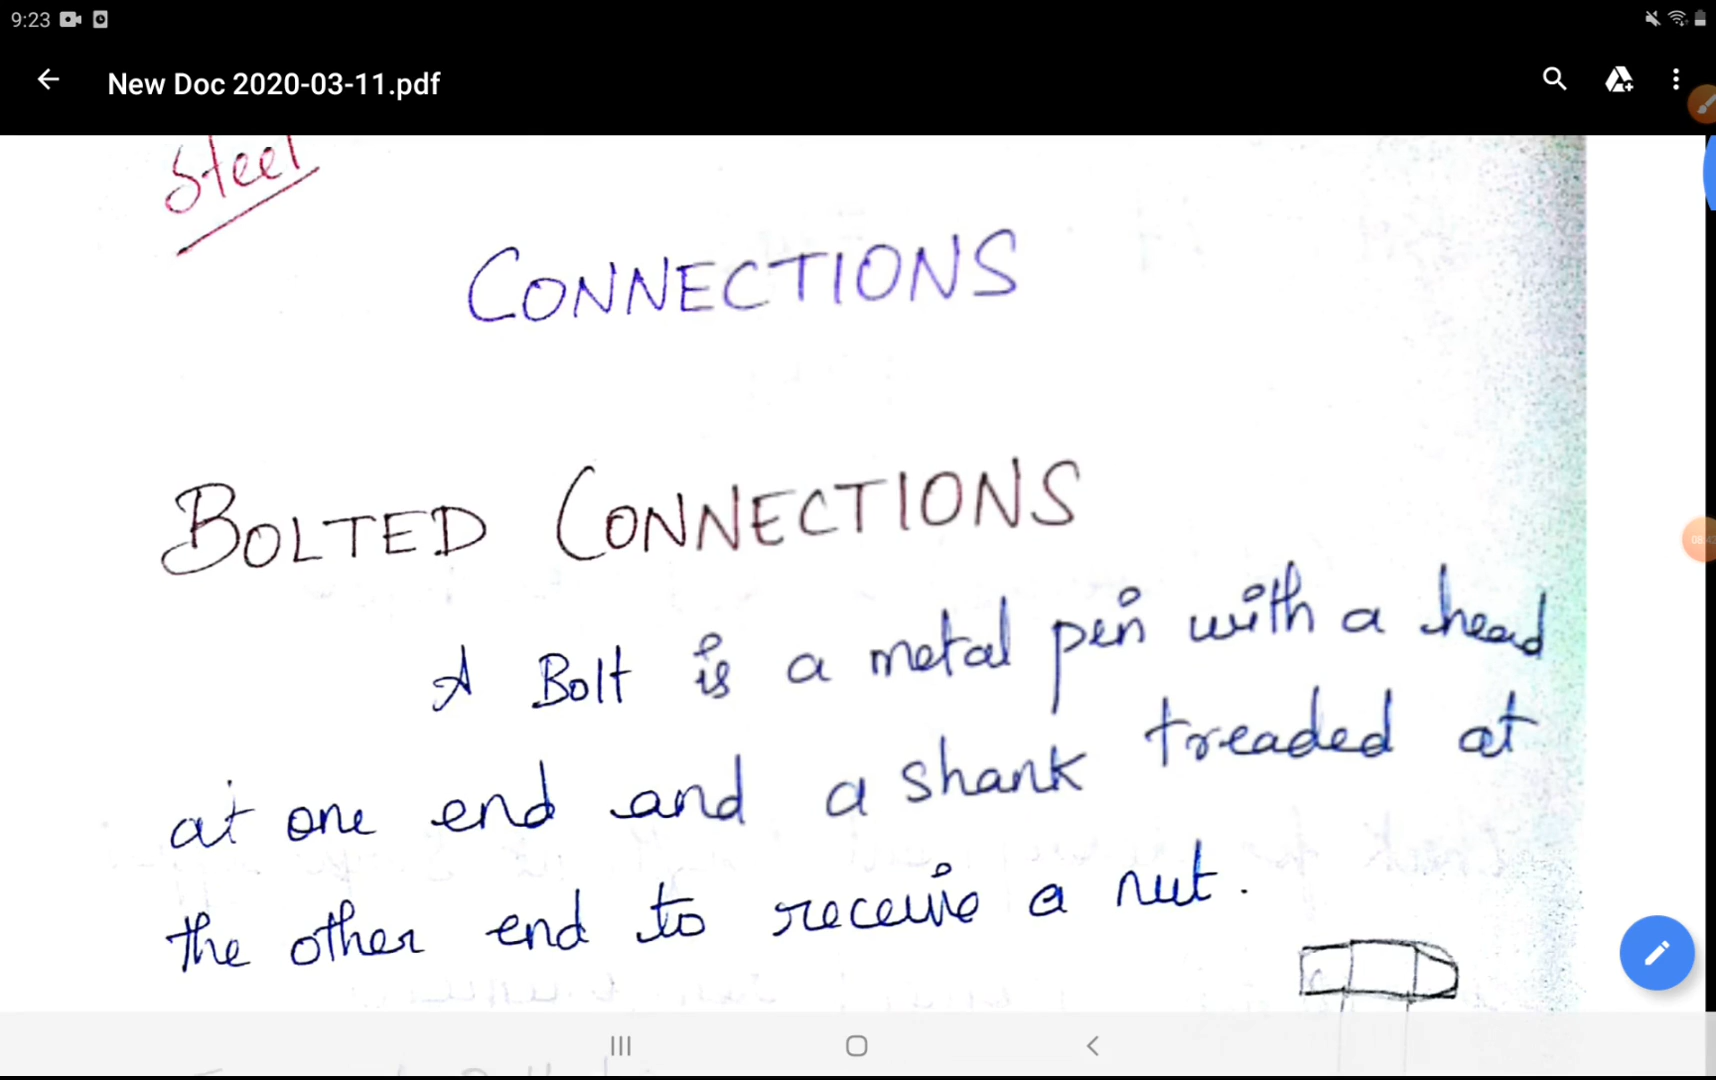 9:23
New Doc 2020-03-11.pdf
Steel
CONNECTIONS
BOLTED CONNECTIONS
A Bolt is a metal pen with a head
at one end and a shank treaded at
the other end to receive a nut.